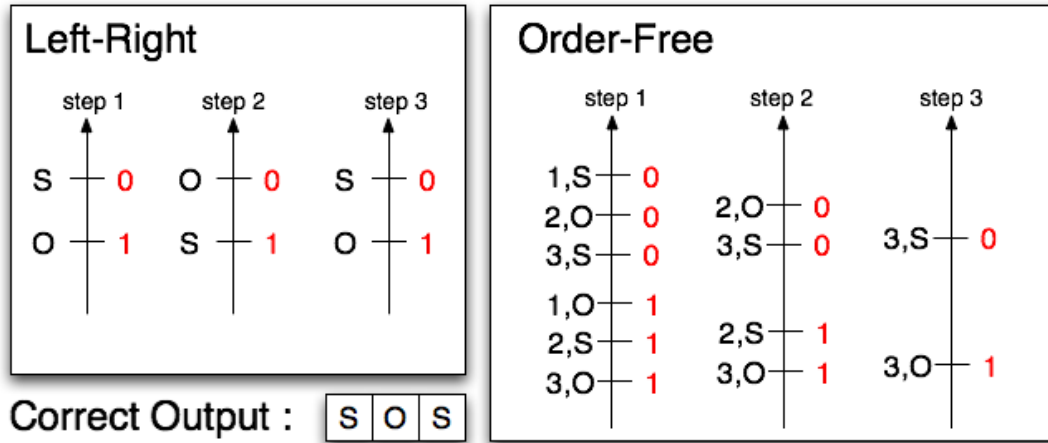 Left-Right
step 1 step 2 step 3
S 0 O 0 S 0
O 1 S 1 O 1
Correct Output : S O S
Order-Free
step 1 step 2 step 3
1,S 0
2,O 0 2,O 0
3,S 0 3,S 0 3,S 0
1,O 1
2,S 1 2,S 1
3,O 1 3,O 1 3,O 1